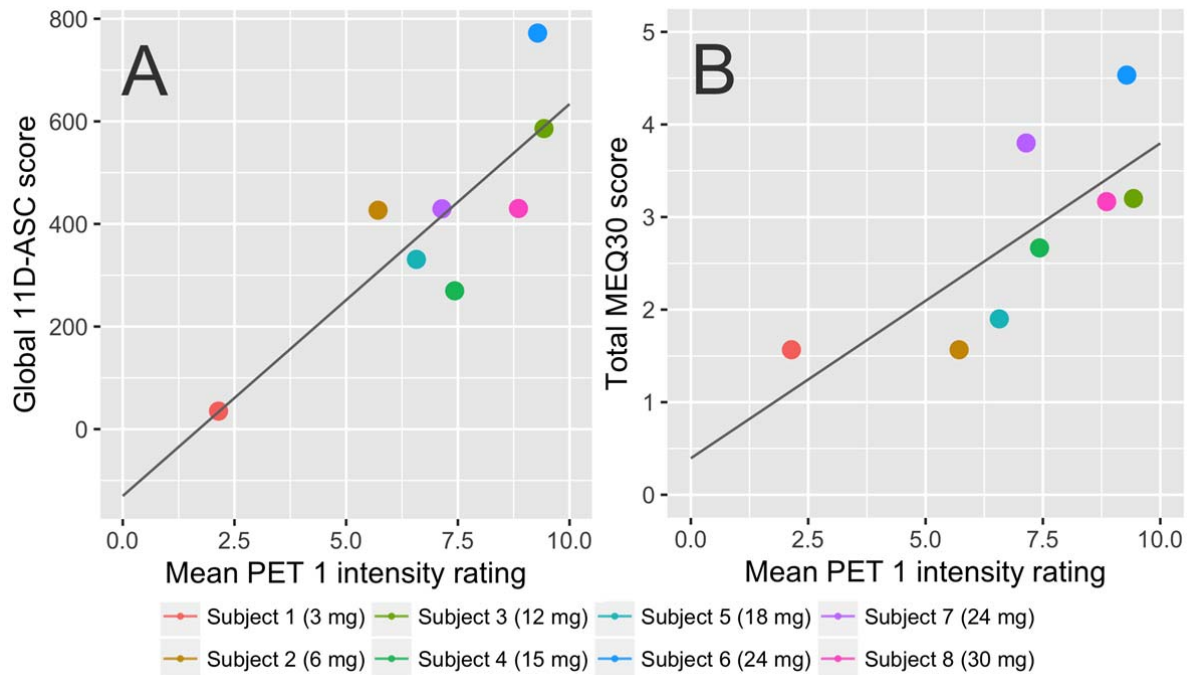 A
Global 11D-ASC score
800
600
400
200
0
0.0 2.5 5.0 7.5 10.0
Mean PET 1 intensity rating
B
Total MEQ30 score
5
4
3
2
1
0
0.0 2.5 5.0 7.5 10.0
Mean PET 1 intensity rating
Subject 1 (3 mg) Subject 3 (12 mg) Subject 5 (18 mg) Subject 7 (24 mg)
Subject 2 (6 mg) Subject 4 (15 mg) Subject 6 (24 mg) Subject 8 (30 mg)